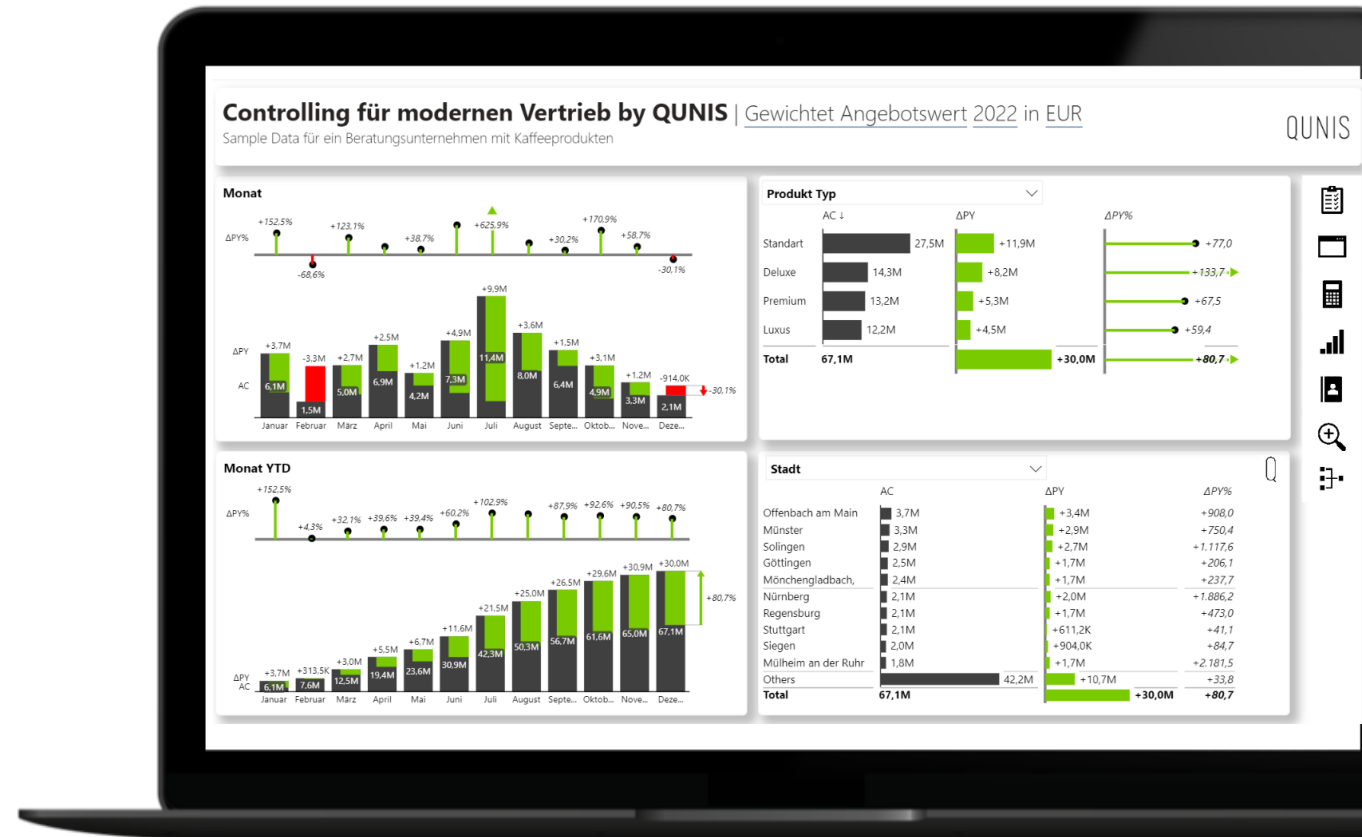 Controlling für modernen Vertrieb by QUNIS | Gewichtet Angebotswert 2022 in EUR
Sample Data für ein Beratungsunternehmen mit Kaffeeprodukten
QUNIS
Monat
ΔPY%
+152,5% -68,6% +123,1% +38,7% +625,9% +30,2% +170,9% +58,7% -30,1%
ΔPY
+3,7M -3.3M +2,7M +2,5M +1,2M +4,9M +9,9M +3,6M +1,5M +3,1M +1,2M -914.0K
-30,1%
AC
6,1M 1,5M 5,0M 6,9M 4,2M 7,3M 11,4M 8,0M 6,4M 4,9M 3,3M 2,1M
Januar Februar März April Mai Juni Juli August Septe... Oktob... Nove... Deze...
Produkt Typ
AC ↓ ΔPY ΔPY%
Standart 27,5M +11,9M +77,0
Deluxe 14,3M +8,2M +133,7
Premium 13,2M +5,3M +67,5
Luxus 12,2M +4,5M +59,4
Total 67,1M +30,0M +80,7
Monat YTD
ΔPY%
+152,5% +4,3% +32,1% +39,6% +39,4% +60,2% +102,9% +87,9% +92,6% +90,5% +80,7%
ΔPY
+3,7M +313,5K +3,0M +5,5M +6,7M +11,6M +21,5M +25,0M +26,5M +29,6M +30,9M +30,0M
+80,7%
AC
6,1M 7,6M 12,5M 19,4M 23,6M 30,9M 42,3M 50,3M 56,7M 61,6M 65,0M 67,1M
Januar Februar März April Mai Juni Juli August Septe... Oktob... Nove... Deze...
Stadt
Q
AC ΔPY ΔPY%
Offenbach am Main 3,7M +3,4M +908,0
Münster 3,3M +2,9M +750,4
Solingen 2,9M +2,7M +1.117,6
Göttingen 2,5M +1,7M +206,1
Mönchengladbach, 2,4M +1,7M +237,7
Nürnberg 2,1M +2,0M +1.886,2
Regensburg 2,1M +1,7M +473,0
Stuttgart 2,1M +611,2K +41,1
Siegen 2,0M +904,0K +84,7
Mülheim an der Ruhr 1,8M +1,7M +2.181,5
Others 42,2M +10,7M +33,8
Total 67,1M +30,0M +80,7